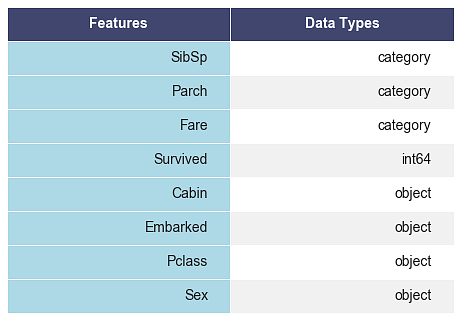 Features Data Types
SibSp category
Parch category
Fare category
Survived int64
Cabin object
Embarked object
Pclass object
Sex object